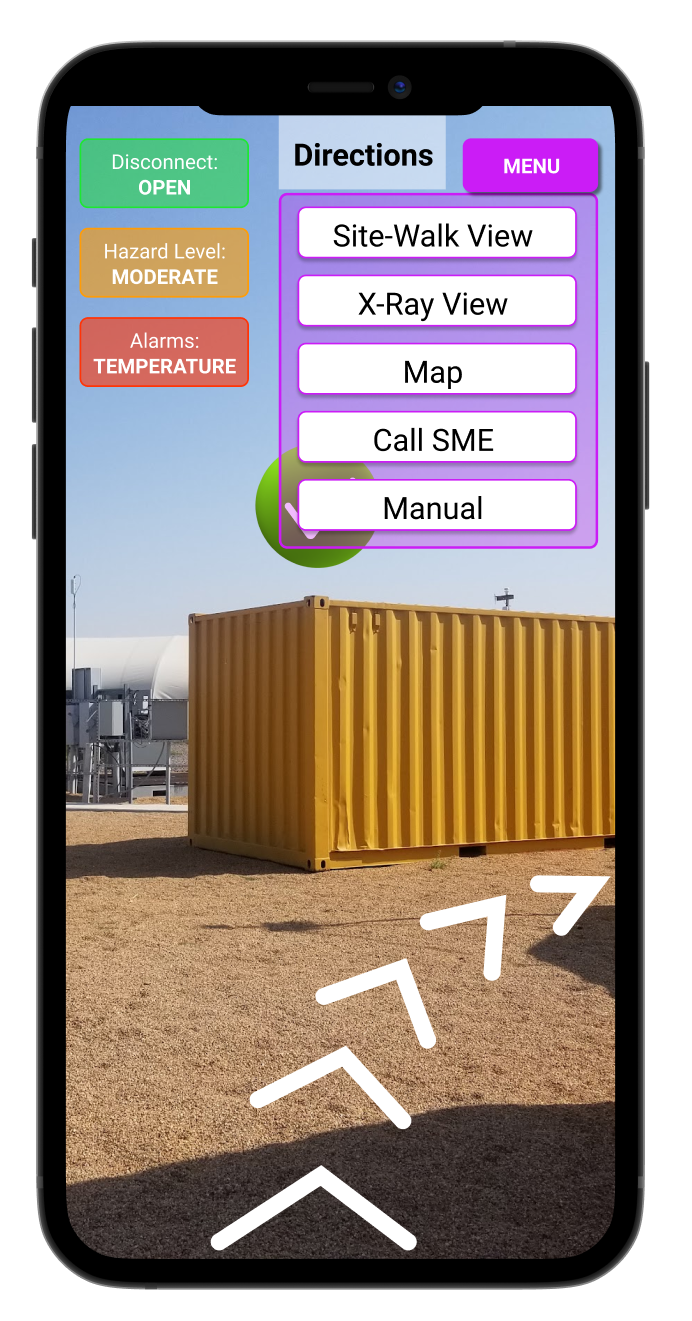 Disconnect:
OPEN
Hazard Level:
MODERATE
Alarms:
TEMPERATURE
Directions
MENU
Site-Walk View
X-Ray View
Map
Call SME
Manual